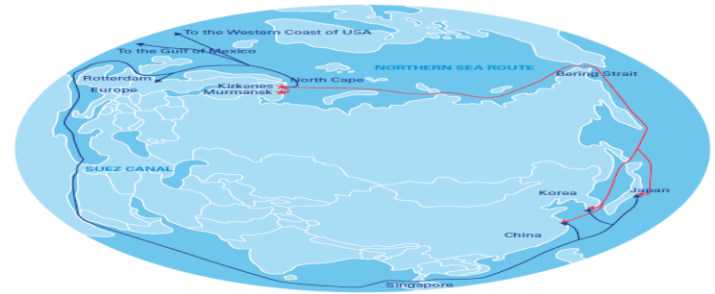 To the Western Coast of USA
To the Gulf of Mexico
NORTHERN SEA ROUTE
Bering Strait
Rotterdam
North Cape
Kizkenes
Europe
Murmansk
SUEZ CANAL
Korea
Japan
China
Singapore